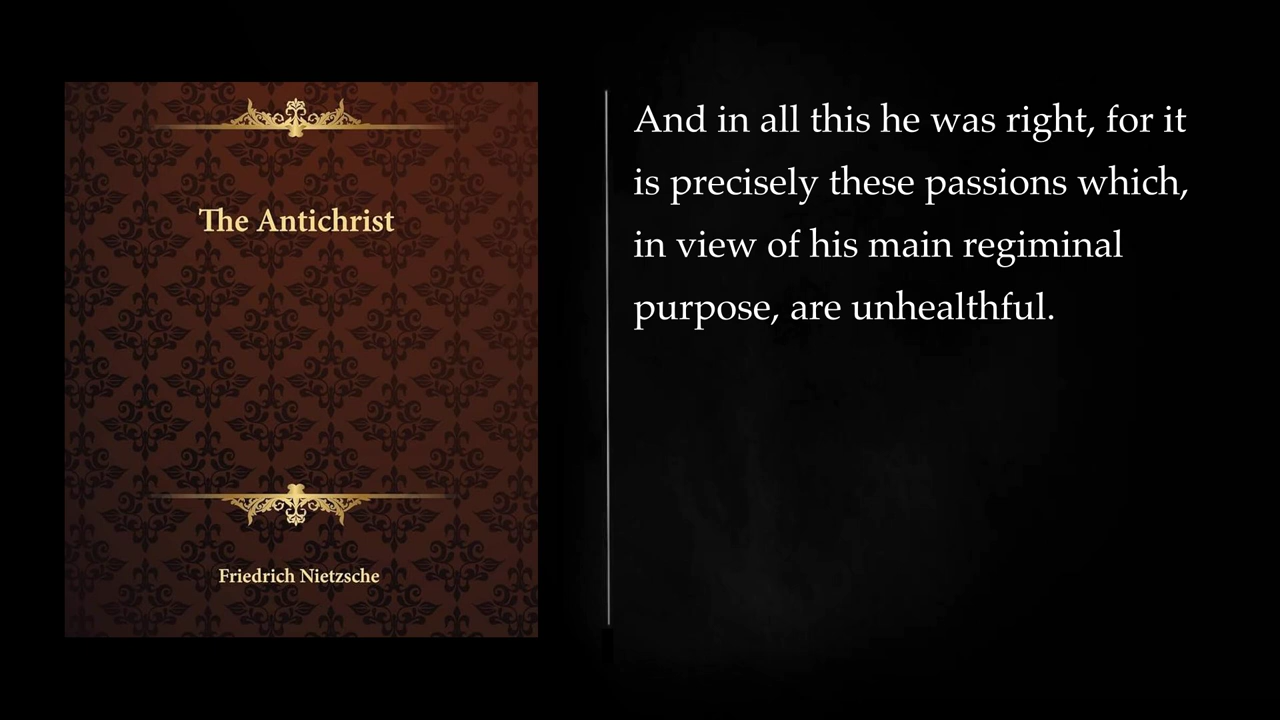 The Antichrist
Friedrich Nietzsche
And in all this he was right, for it
is precisely these passions which,
in view of his main regiminal
purpose, are unhealthful.